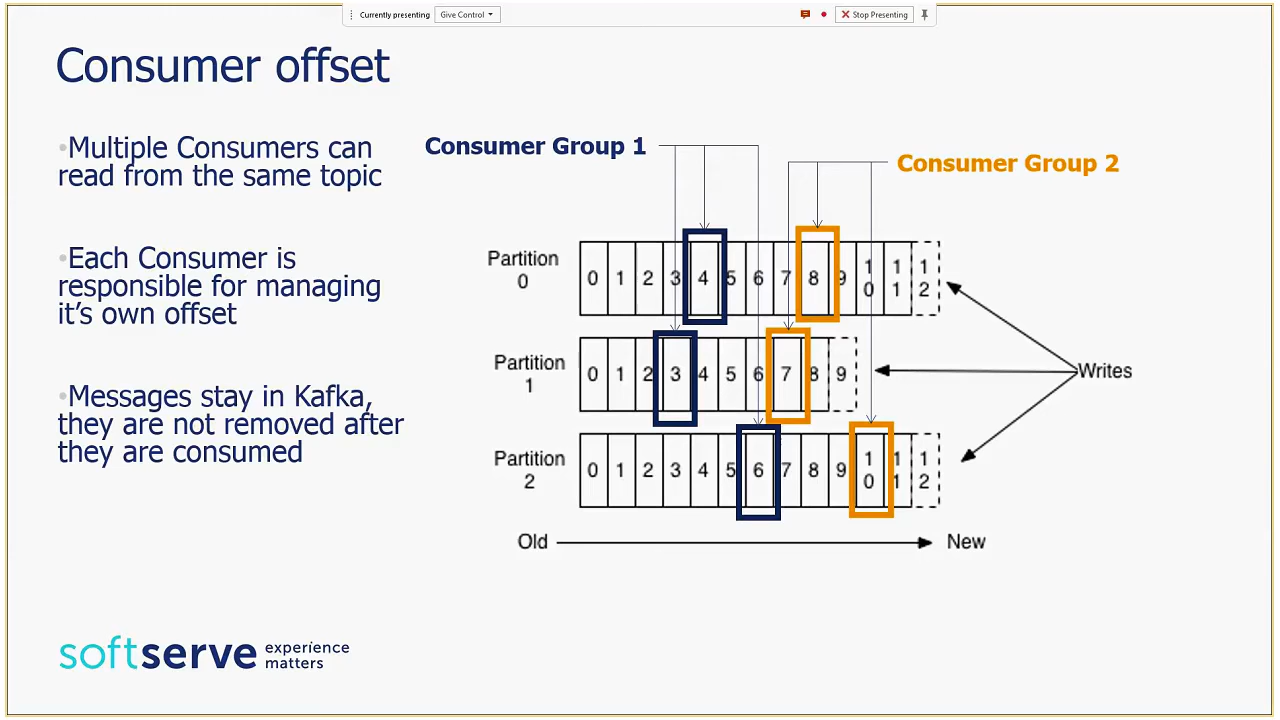 Currently presenting Give Control Stop Presenting
Consumer offset
•Multiple Consumers can
read from the same topic
•Each Consumer is
responsible for managing
it’s own offset
•Messages stay in Kafka,
they are not removed after
they are consumed
Consumer Group 1
Consumer Group 2
Partition
0
0 1 2 3 4 5 6 7 8 9 10 11 12
Partition
1
0 1 2 3 4 5 6 7 8 9
Partition
2
0 1 2 3 4 5 6 7 8 9 10 11 12
Writes
Old
New
softserve
experience
matters